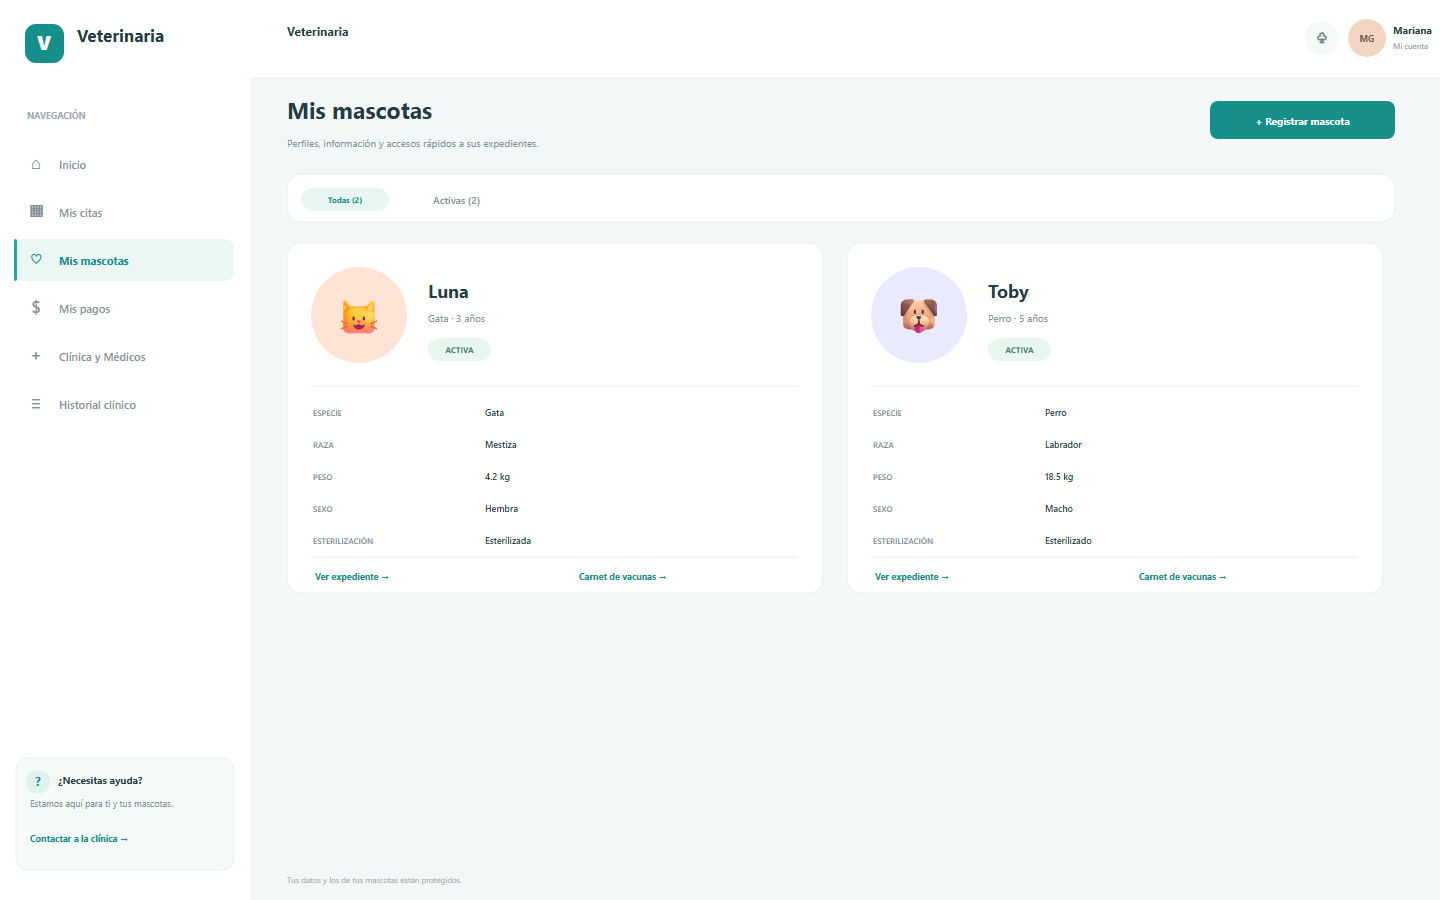 V Veterinaria
NAVEGACIÓN
Inicio
Mis citas
Mis mascotas
$ Mis pagos
+ Clínica y Médicos
Historial clínico
? ¿Necesitas ayuda?
Estamos aquí para ti y tus mascotas.
Contactar a la clínica →
Veterinaria
MG Mariana
Mi cuenta
Mis mascotas
Perfiles, información y accesos rápidos a sus expedientes.
+ Registrar mascota
Todas (2) Activas (2)
Luna
Gata · 3 años
ACTIVA
ESPECIE Gata
RAZA Mestiza
PESO 4.2 kg
SEXO Hembra
ESTERILIZACIÓN Esterilizada
Ver expediente → Carnet de vacunas →
Toby
Perro · 5 años
ACTIVA
ESPECIE Perro
RAZA Labrador
PESO 18.5 kg
SEXO Macho
ESTERILIZACIÓN Esterilizado
Ver expediente → Carnet de vacunas →
Tus datos y los de tus mascotas están protegidos.